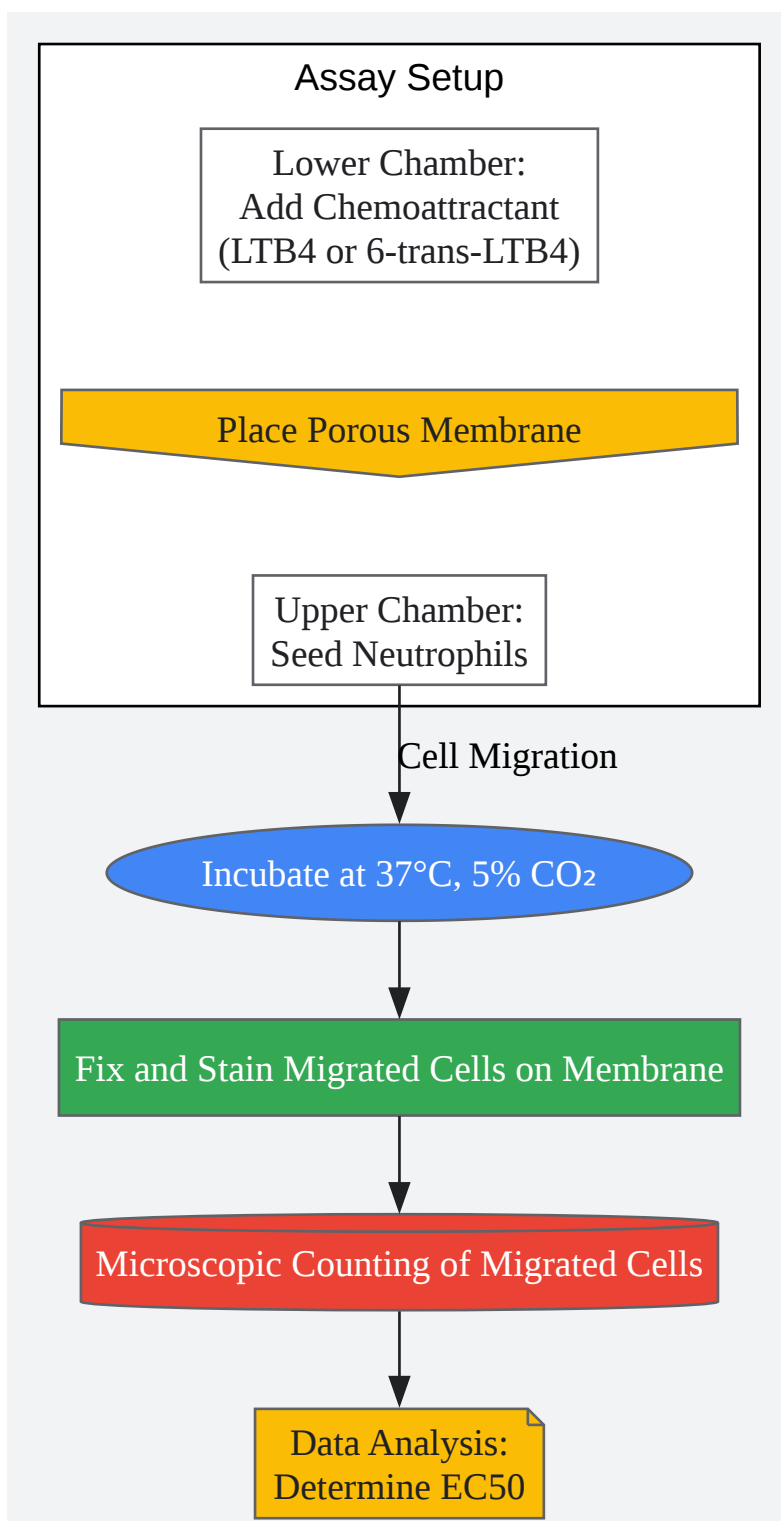 Assay Setup
Lower Chamber:
Add Chemoattractant
(LTB4 or 6-trans-LTB4)
Place Porous Membrane
Upper Chamber:
Seed Neutrophils
Cell Migration
Incubate at 37°C, 5% CO₂
Fix and Stain Migrated Cells on Membrane
Microscopic Counting of Migrated Cells
Data Analysis:
Determine EC50